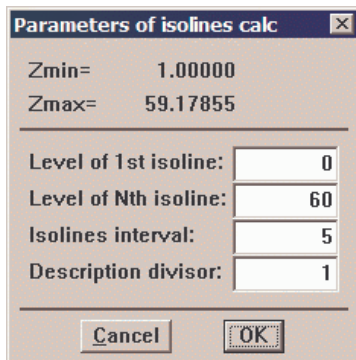 Parameters of isolines calc
Zmin= 1.00000
Zmax= 59.17855
Level of 1st isoline: 0
Level of Nth isoline: 60
Isolines interval: 5
Description divisor: 1
Cancel OK